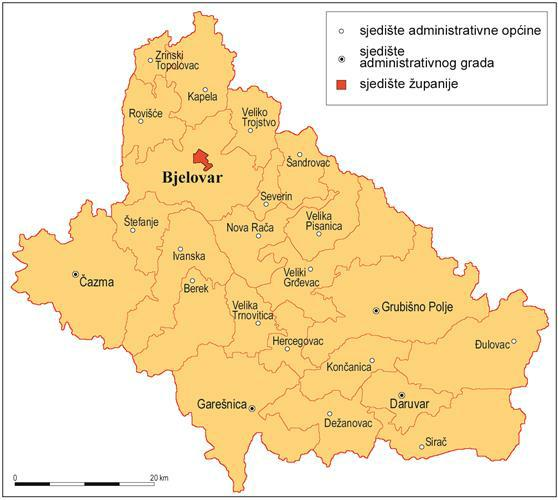 sjedište administrativne općine
sjedište
administrativnog grada
sjedište županije
Zrinski
Topolovac
Kapela
Rovišće
Veliko
Trojstvo
Šandrovac
Bjelovar
Severin
Štefanje
Nova Rača
Velika
Pisanica
Ivanska
Čazma
Berek
Veliki
Grđevac
Velika
Trnovitica
Grubišno Polje
Hercegovac
Đulovac
Končanica
Garešnica
Daruvar
Dežanovac
Sirač
0 20 km